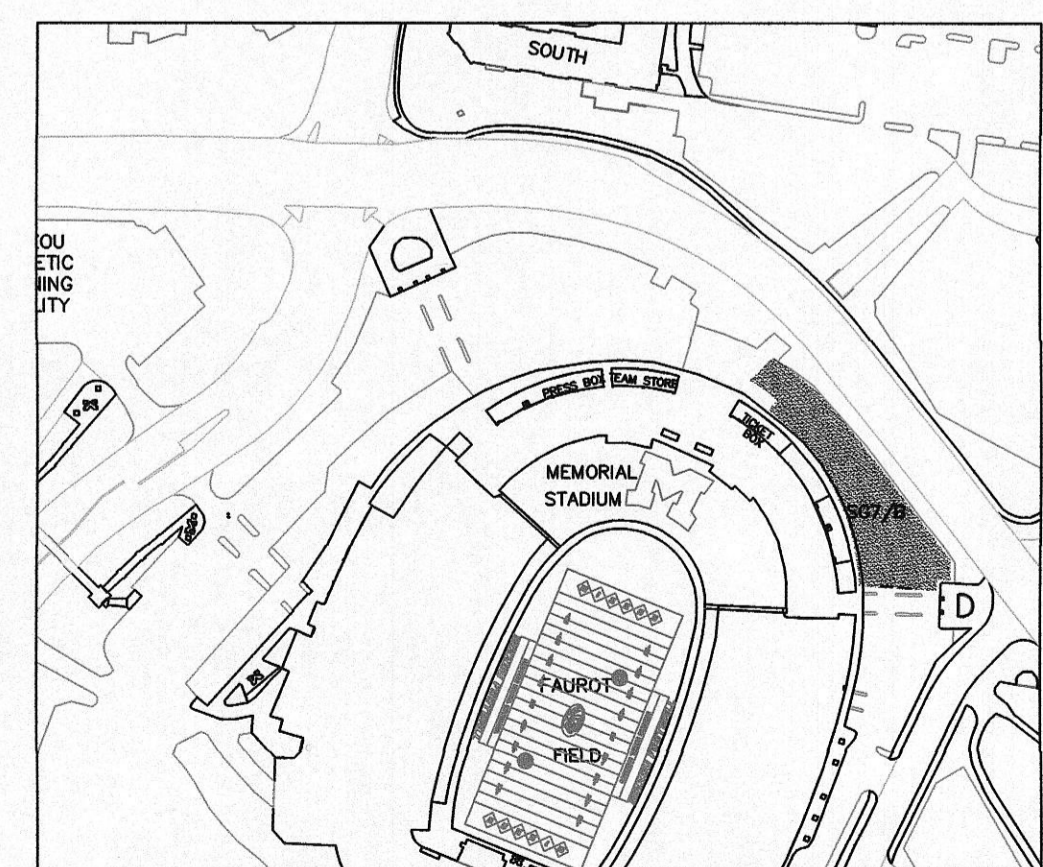 SOUTH
OU
ETIC
NING
LITY
PRESS BOX
TEAM STORE
TICKET
BOX
MEMORIAL
STADIUM
M
SG7/B
D
FAUROT
FIELD